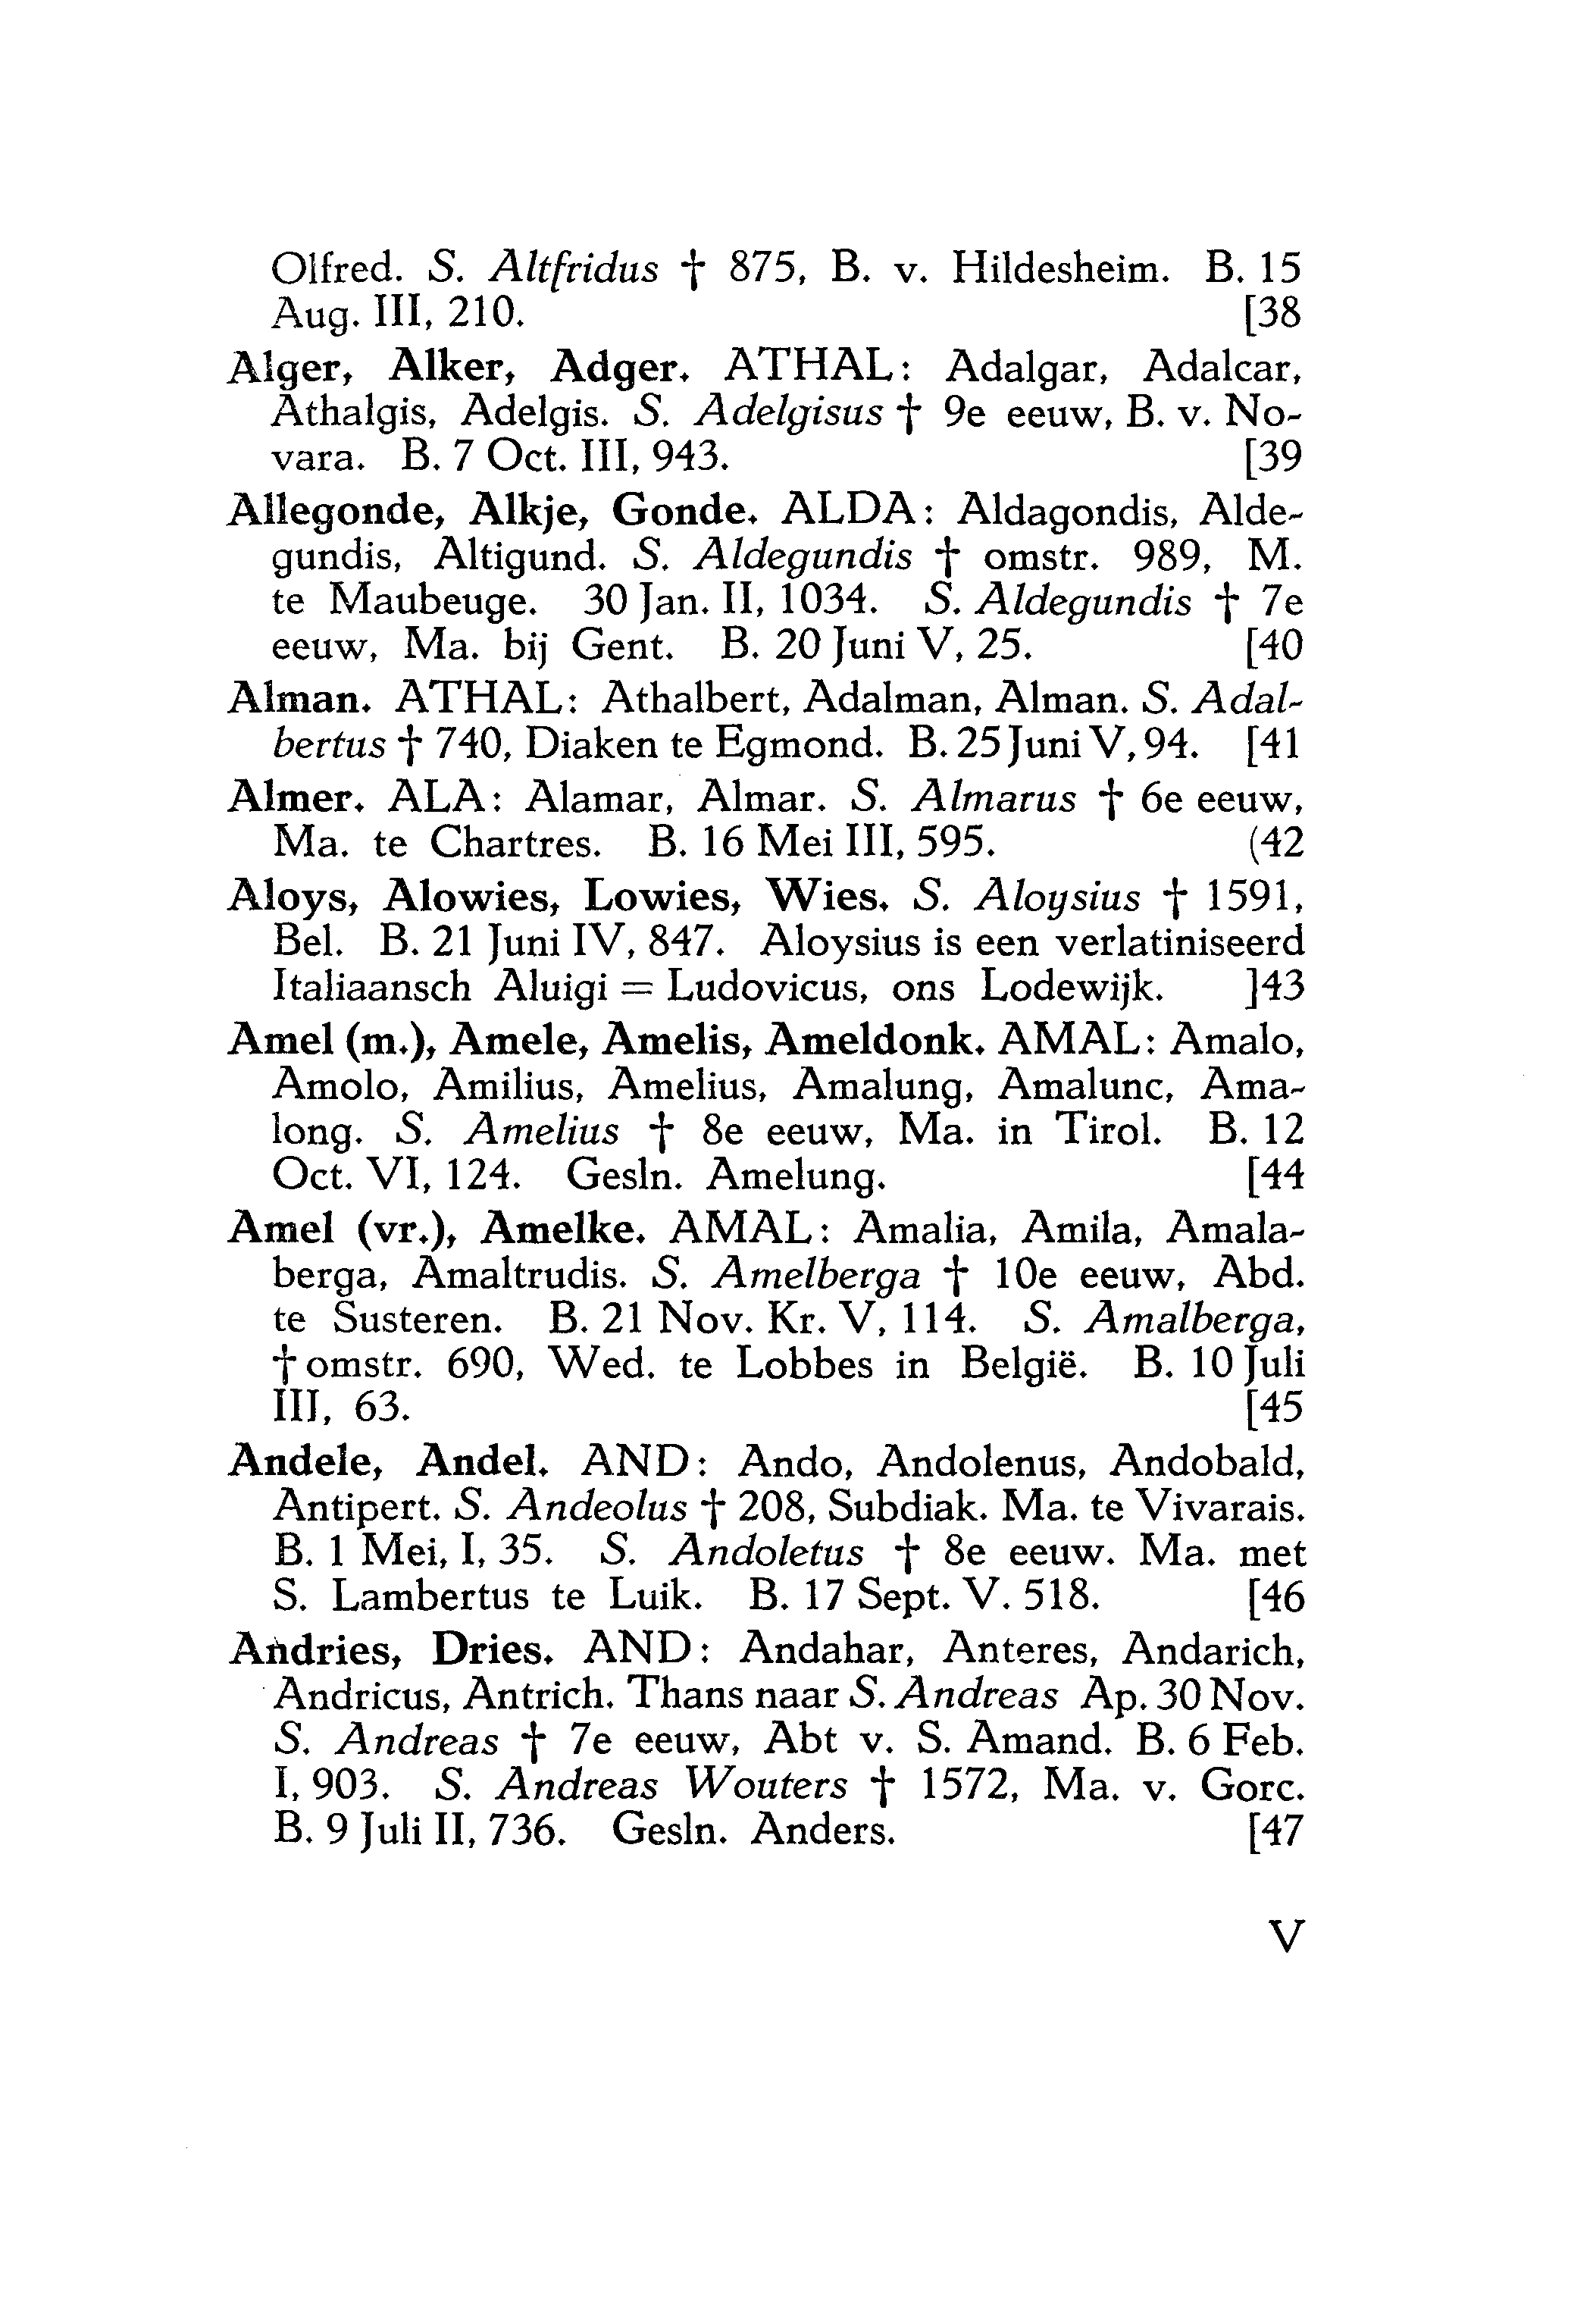 Olfred. S. Altfridus † 875, B. v. Hildesheim. B. 15
Aug. III, 210. [38
Alger, Alker, Adger. ATHAL: Adalgar, Adalcar,
Athalgis, Adelgis. S. Adelgisus † 9e eeuw, B. v. No-
vara. B. 7 Oct. III, 943. [39
Allegonde, Alkje, Gonde. ALDA: Aldagondis, Alde-
gundis, Altigund. S. Aldegundis † omstr. 989, M.
te Maubeuge. 30 Jan. II, 1034. S. Aldegundis † 7e
eeuw, Ma. bij Gent. B. 20 Juni V, 25. [40
Alman. ATHAL: Athalbert, Adalman, Alman. S. Adal-
bertus † 740, Diaken te Egmond. B. 25 Juni V, 94. [41
Almer. ALA: Alamar, Almar. S. Almarus † 6e eeuw,
Ma. te Chartres. B. 16 Mei III, 595. (42
Aloys, Alowies, Lowies, Wies. S. Aloysius † 1591,
Bel. B. 21 Juni IV, 847. Aloysius is een verlatiniseerd
Italiaansch Aluigi = Ludovicus, ons Lodewijk. ]43
Amel (m.), Amele, Amelis, Ameldonk. AMAL: Amalo,
Amolo, Amilius, Amelius, Amalung, Amalunc, Ama-
long. S. Amelius † 8e eeuw, Ma. in Tirol. B. 12
Oct. VI, 124. Gesln. Amelung. [44
Amel (vr.), Amelke. AMAL: Amalia, Amila, Amala-
berga, Amaltrudis. S. Amelberga † 10e eeuw, Abd.
te Susteren. B. 21 Nov. Kr. V, 114. S. Amalberga,
† omstr. 690, Wed. te Lobbes in België. B. 10 Juli
III, 63. [45
Andele, Andel. AND: Ando, Andolenus, Andobald,
Antipert. S. Andeolus † 208, Subdiak. Ma. te Vivarais.
B. 1 Mei, I, 35. S. Andoletus † 8e eeuw. Ma. met
S. Lambertus te Luik. B. 17 Sept. V. 518. [46
Andries, Dries. AND: Andahar, Anteres, Andarich,
Andricus, Antrich. Thans naar S. Andreas Ap. 30 Nov.
S. Andreas † 7e eeuw, Abt v. S. Amand. B. 6 Feb.
I, 903. S. Andreas Wouters † 1572, Ma. v. Gorc.
B. 9 Juli II, 736. Gesln. Anders. [47
V